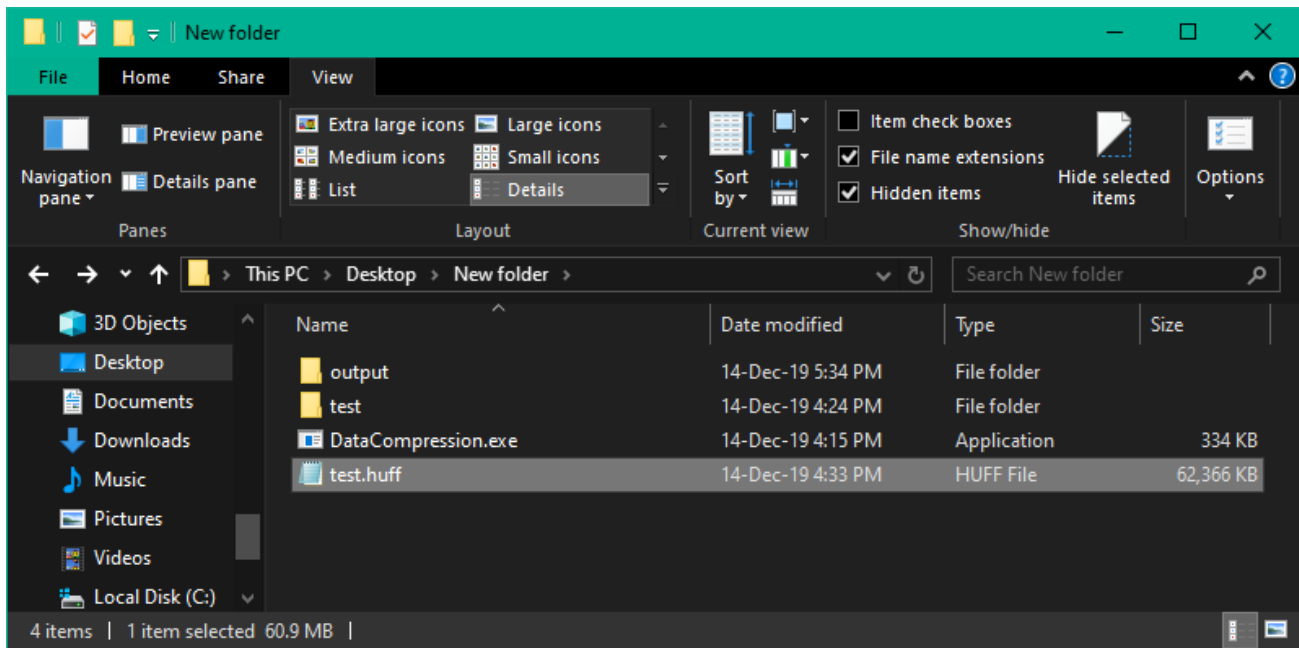 New folder
File Home Share View
Preview pane Extra large icons Large icons Item check boxes
Medium icons Small icons File name extensions
Navigation pane Details pane List Details Sort by Hidden items Hide selected items Options
Panes Layout Current view Show/hide
This PC > Desktop > New folder > Search New folder
3D Objects Name Date modified Type Size
Desktop output 14-Dec-19 5:34 PM File folder
Documents test 14-Dec-19 4:24 PM File folder
Downloads DataCompression.exe 14-Dec-19 4:15 PM Application 334 KB
Music test.huff 14-Dec-19 4:33 PM HUFF File 62,366 KB
Pictures
Videos
Local Disk (C:)
4 items | 1 item selected 60.9 MB |